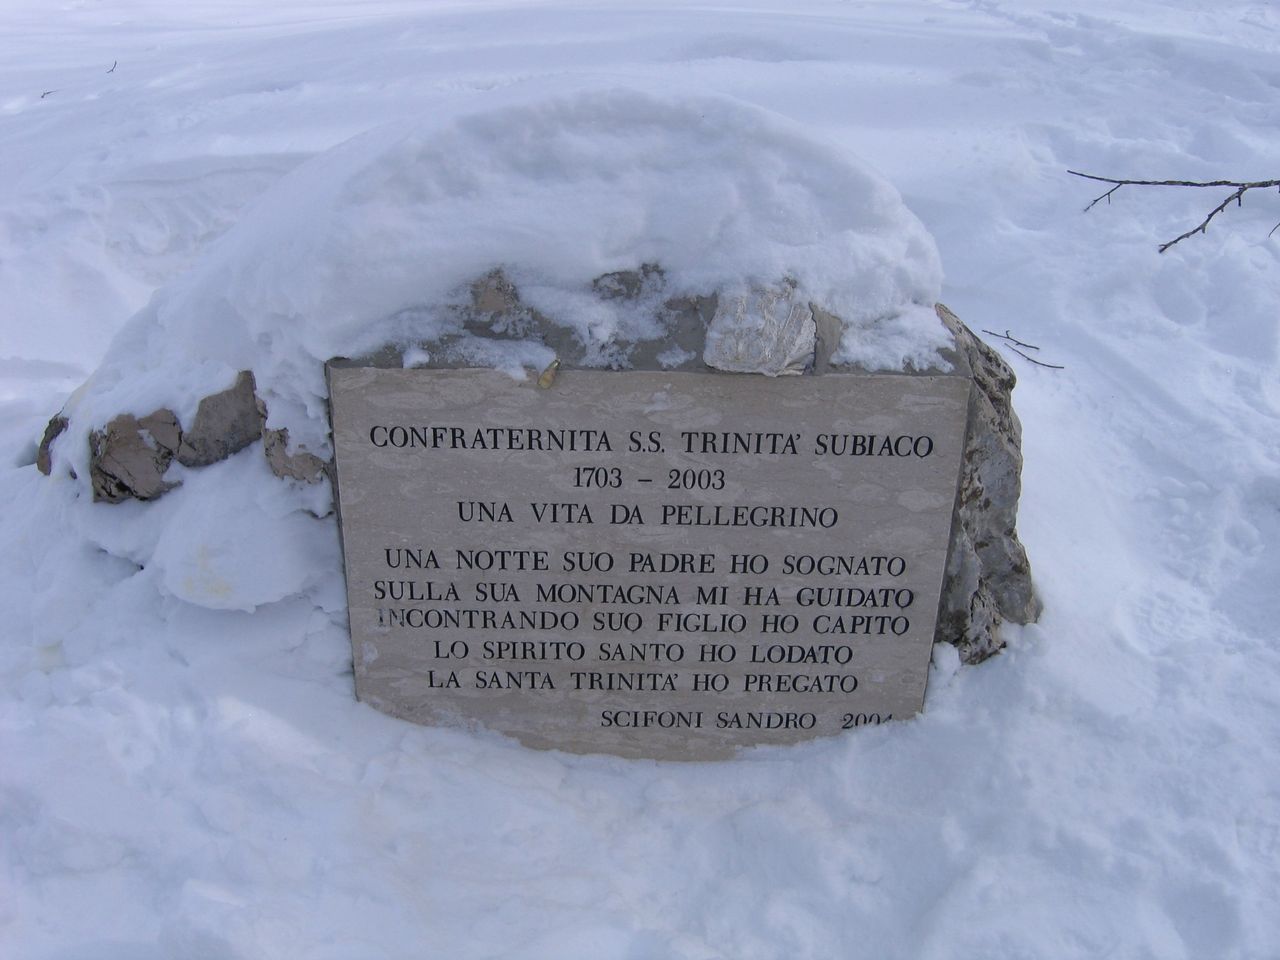 CONFRATERNITA S.S. TRINITA' SUBIACO
1703 - 2003
UNA VITA DA PELLEGRINO
UNA NOTTE SUO PADRE HO SOGNATO
SULLA SUA MONTAGNA MI HA GUIDATO
INCONTRANDO SUO FIGLIO HO CAPITO
LO SPIRITO SANTO HO LODATO
LA SANTA TRINITA' HO PREGATO
SCIFONI SANDRO 2004